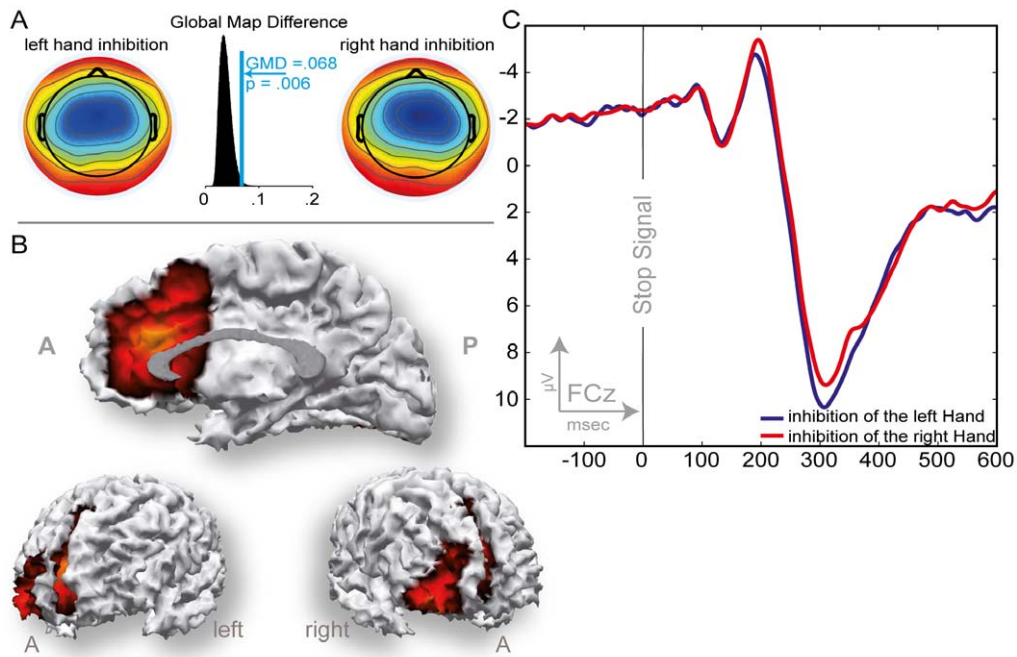 A
Global Map Difference
left hand inhibition
right hand inhibition
GMD =.068
p = .006
0
.1
.2
B
A
P
left
A
right
A
C
-4
-2
0
2
4
6
8
10
Stop Signal
µV
FCz
msec
inhibition of the left Hand
inhibition of the right Hand
-100
0
100
200
300
400
500
600